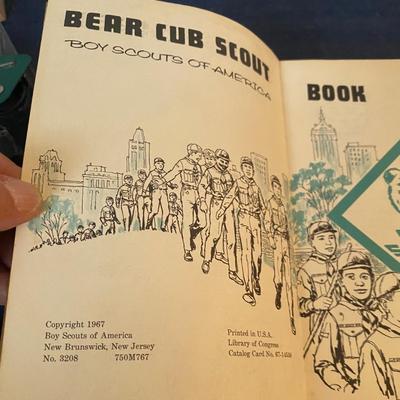 BEAR CUB SCOUT BOOK
BOY SCOUTS OF AMERICA
Copyright 1967
Boy Scouts of America
New Brunswick, New Jersey
No. 3208 750M767
Printed in U.S.A.
Library of Congress
Catalog Card No. 67-14539